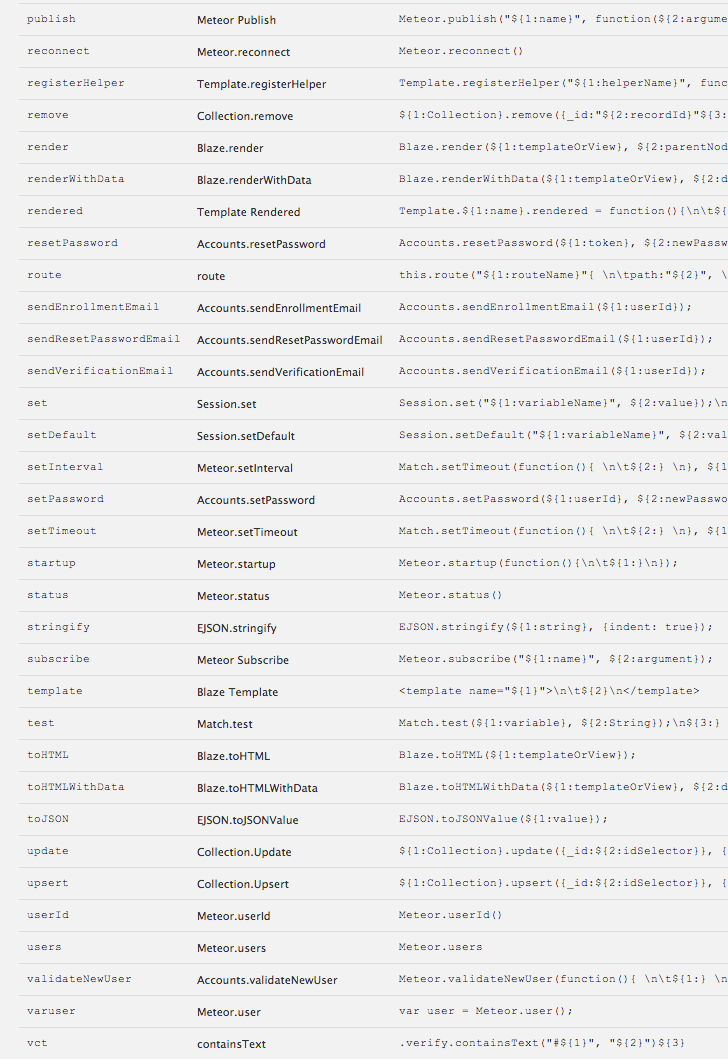 publish Meteor Publish Meteor.publish("${1:name}", function(${2:argume
reconnect Meteor.reconnect Meteor.reconnect()
registerHelper Template.registerHelper Template.registerHelper("${1:helperName}", func
remove Collection.remove ${1:Collection}.remove({_id:"${2:recordId}"${3:
render Blaze.render Blaze.render(${1:templateOrView}, ${2:parentNod
renderWithData Blaze.renderWithData Blaze.renderWithData(${1:templateOrView}, ${2:d
rendered Template Rendered Template.${1:name}.rendered = function(){\n\t${
resetPassword Accounts.resetPassword Accounts.resetPassword(${1:token}, ${2:newPassw
route route this.route("${1:routeName}"{ \n\tpath:"${2}", \
sendEnrollmentEmail Accounts.sendEnrollmentEmail Accounts.sendEnrollmentEmail(${1:userId});
sendResetPasswordEmail Accounts.sendResetPasswordEmail Accounts.sendResetPasswordEmail(${1:userId});
sendVerificationEmail Accounts.sendVerificationEmail Accounts.sendVerificationEmail(${1:userId});
set Session.set Session.set("${1:variableName}", ${2:value});\n
setDefault Session.setDefault Session.setDefault("${1:variableName}", ${2:val
setInterval Meteor.setInterval Match.setTimeout(function(){ \n\t${2:} \n}, ${1
setPassword Accounts.setPassword Accounts.setPassword(${1:userId}, ${2:newPasswo
setTimeout Meteor.setTimeout Match.setTimeout(function(){ \n\t${2:} \n}, ${1
startup Meteor.startup Meteor.startup(function(){\n\t${1:}\n});
status Meteor.status Meteor.status()
stringify EJSON.stringify EJSON.stringify(${1:string}, {indent: true});
subscribe Meteor Subscribe Meteor.subscribe("${1:name}", ${2:argument});
template Blaze Template <template name="${1}">\n\t${2}\n</template>
test Match.test Match.test(${1:variable}, ${2:String});\n${3:}
toHTML Blaze.toHTML Blaze.toHTML(${1:templateOrView});
toHTMLWithData Blaze.toHTMLWithData Blaze.toHTMLWithData(${1:templateOrView}, ${2:d
toJSON EJSON.toJSONValue EJSON.toJSONValue(${1:value});
update Collection.Update ${1:Collection}.update({_id:${2:idSelector}}, {
upsert Collection.Upsert ${1:Collection}.upsert({_id:${2:idSelector}}, {
userId Meteor.userId Meteor.userId()
users Meteor.users Meteor.users
validateNewUser Accounts.validateNewUser Meteor.validateNewUser(function(){ \n\t${1:} \n
varuser Meteor.user var user = Meteor.user();
vct containsText .verify.containsText("#${1}", "${2}")${3}